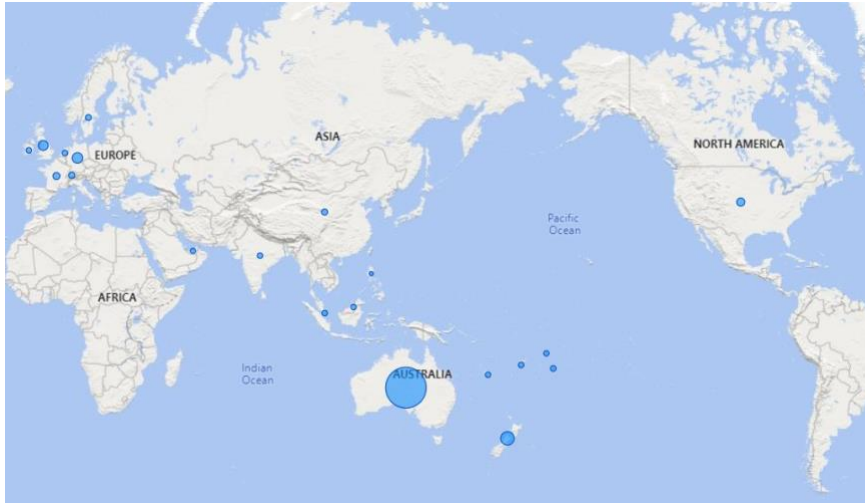 ASIA
NORTH AMERICA
EUROPE
Pacific
Ocean
AFRICA
Indian
Ocean
AUSTRALIA